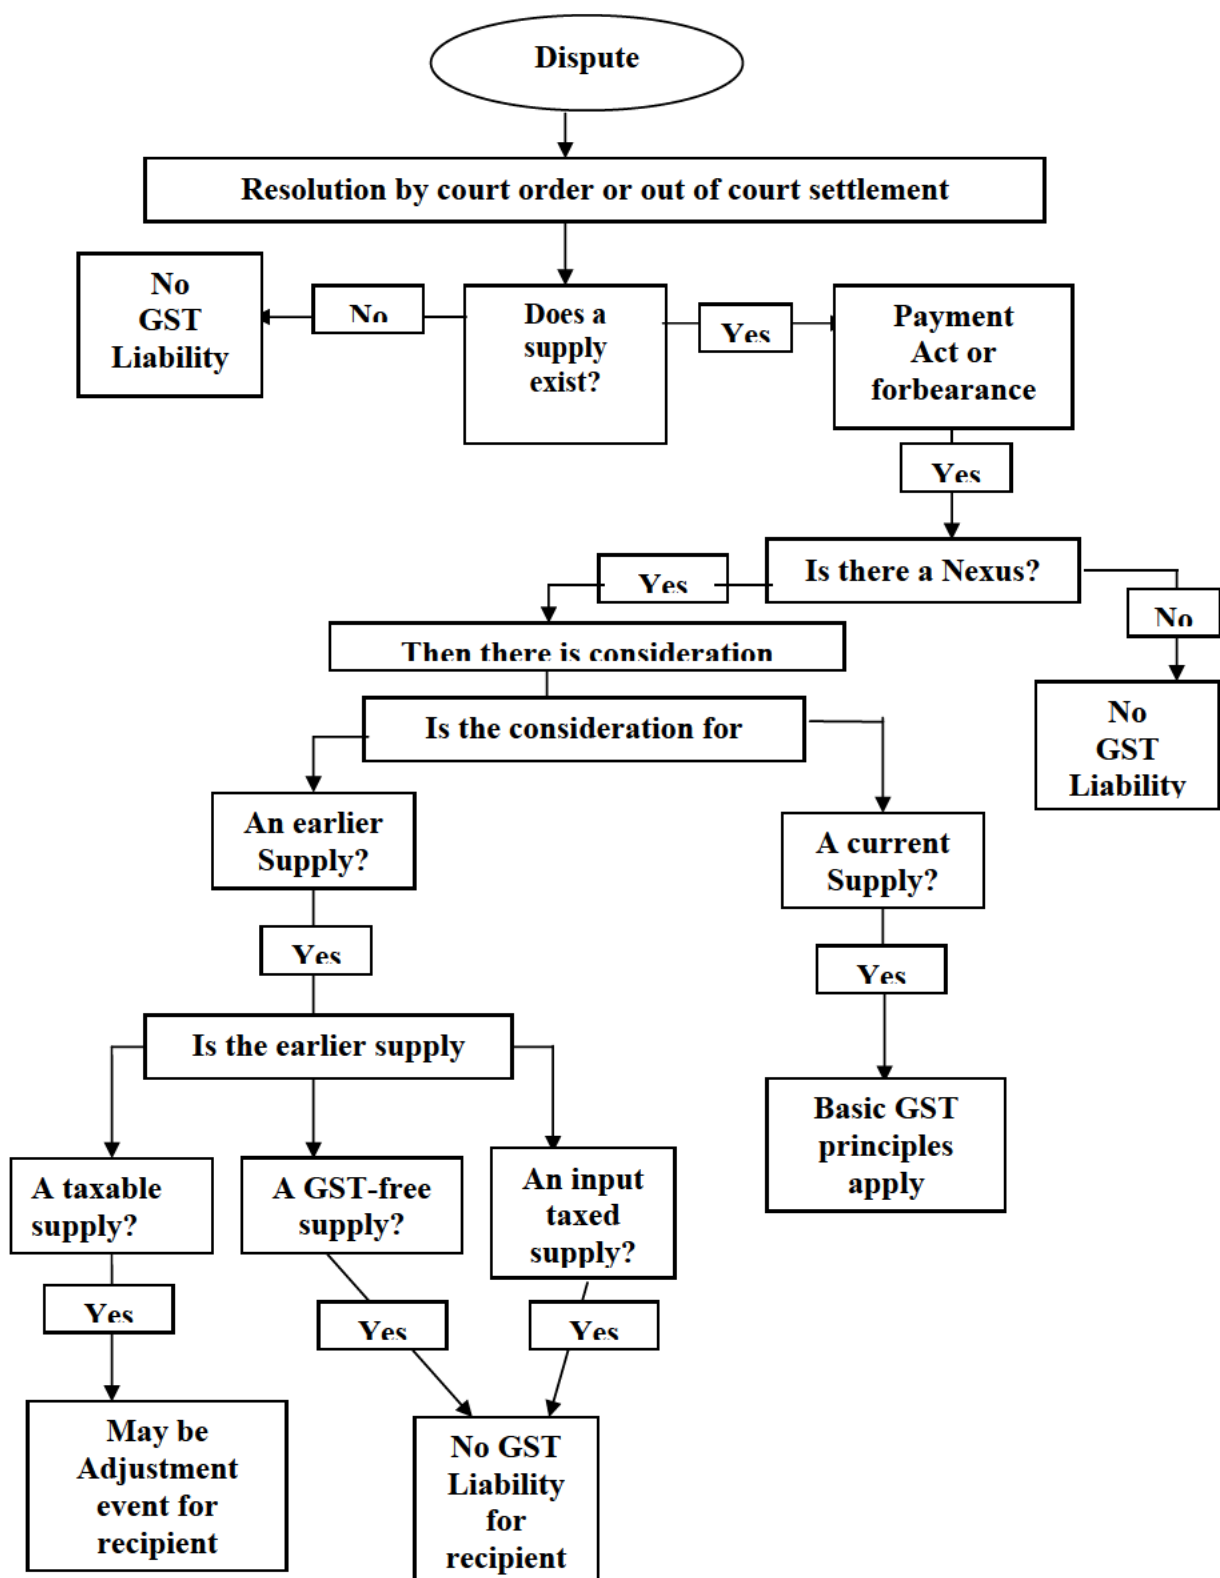 Dispute
Resolution by court order or out of court settlement
No
GST
Liability
No
Does a
supply
exist?
Yes
Payment
Act or
forbearance
Yes
Is there a Nexus?
Yes
No
Then there is consideration
No
GST
Liability
Is the consideration for
An earlier
Supply?
A current
Supply?
Yes
Yes
Is the earlier supply
Basic GST
principles
apply
A taxable
supply?
A GST-free
supply?
An input
taxed
supply?
Yes
Yes
Yes
May be
Adjustment
event for
recipient
No GST
Liability
for
recipient